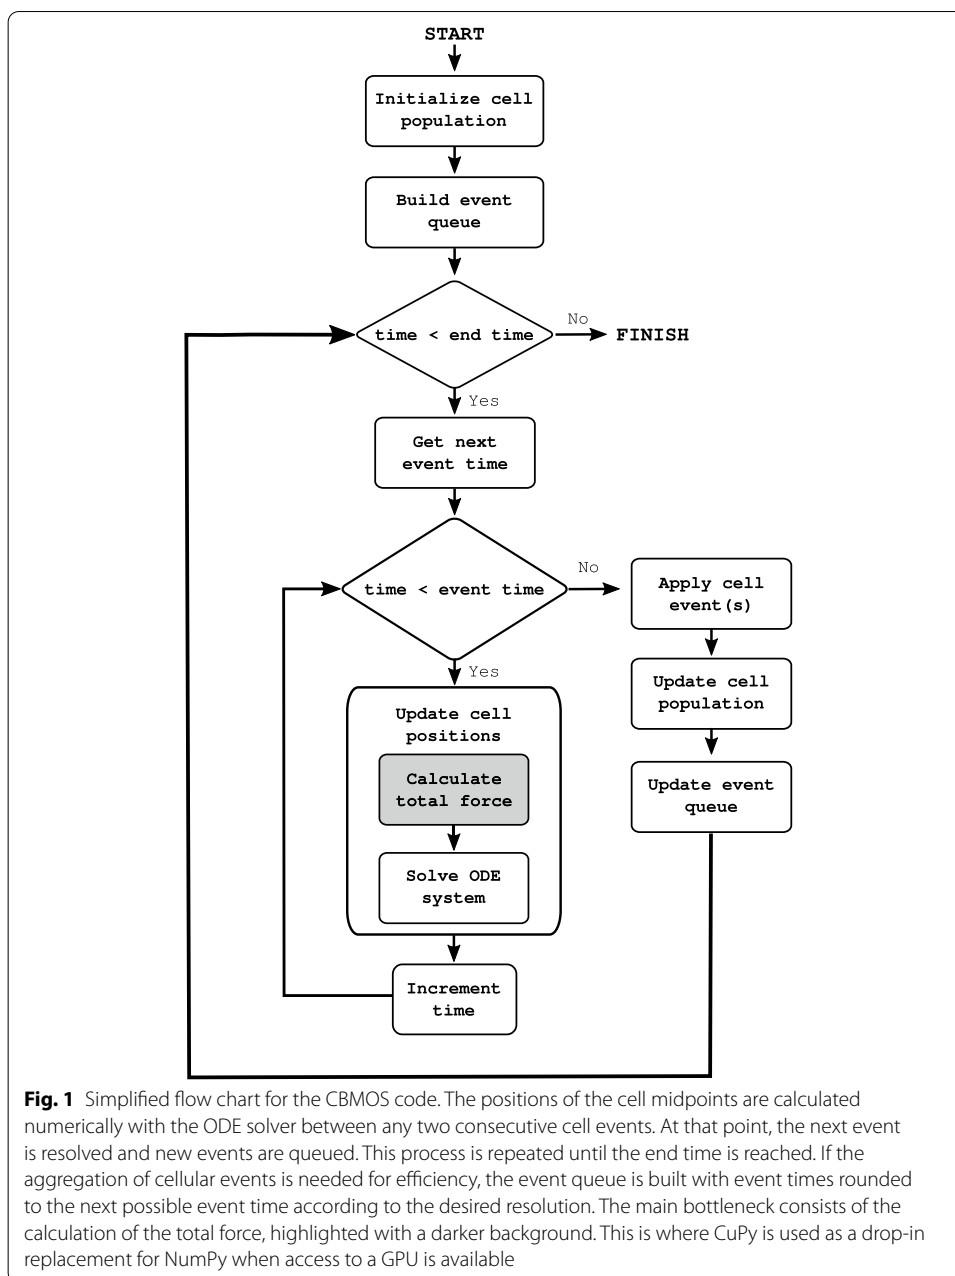 START
Initialize cell
population
Build event
queue
time < end time
No
FINISH
Yes
Get next
event time
time < event time
No
Apply cell
event(s)
Update cell
population
Update event
queue
Yes
Update cell
positions
Calculate
total force
Solve ODE
system
Increment
time
Fig. 1 Simplified flow chart for the CBMOS code. The positions of the cell midpoints are calculated
numerically with the ODE solver between any two consecutive cell events. At that point, the next event
is resolved and new events are queued. This process is repeated until the end time is reached. If the
aggregation of cellular events is needed for efficiency, the event queue is built with event times rounded
to the next possible event time according to the desired resolution. The main bottleneck consists of the
calculation of the total force, highlighted with a darker background. This is where CuPy is used as a drop-in
replacement for NumPy when access to a GPU is available